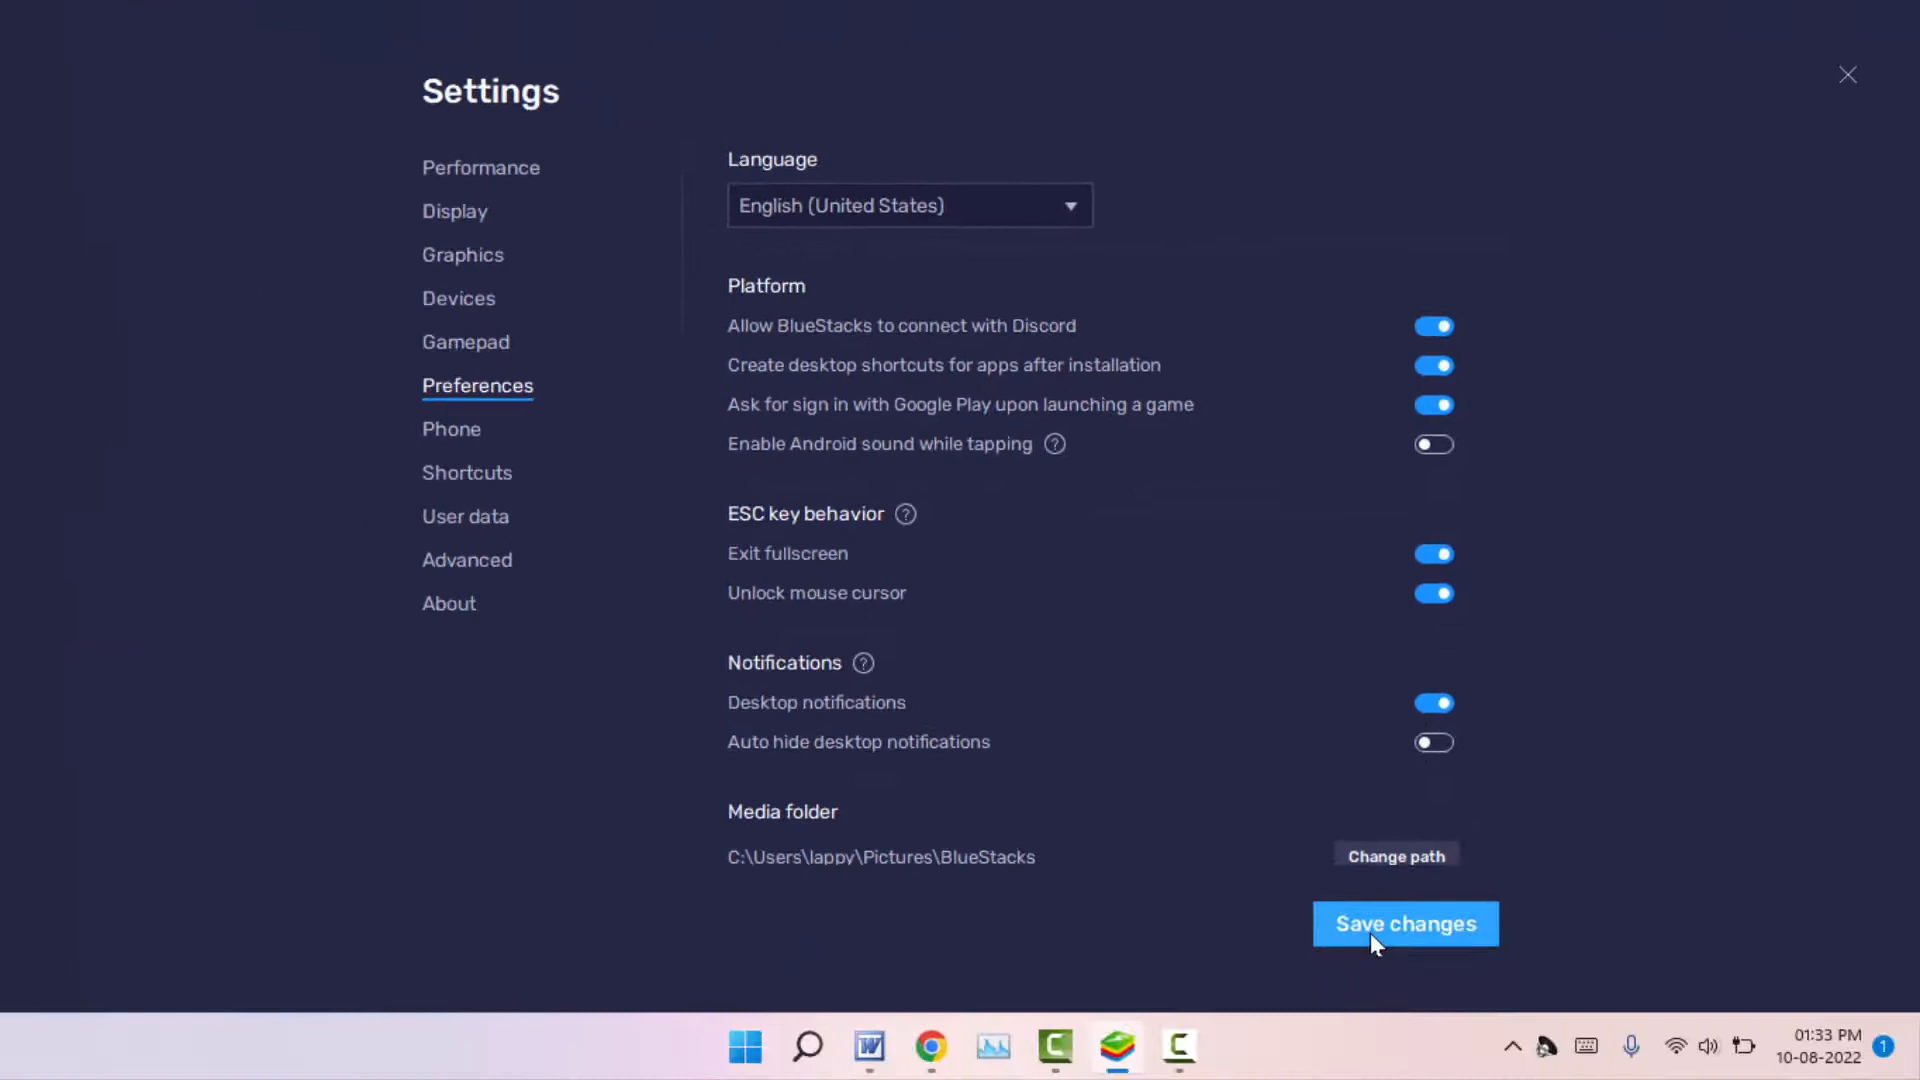 Settings
Performance
Display
Graphics
Devices
Gamepad
Preferences
Phone
Shortcuts
User data
Advanced
About
Language
English (United States)
Platform
Allow BlueStacks to connect with Discord
Create desktop shortcuts for apps after installation
Ask for sign in with Google Play upon launching a game
Enable Android sound while tapping ?
ESC key behavior ?
Exit fullscreen
Unlock mouse cursor
Notifications ?
Desktop notifications
Auto hide desktop notifications
Media folder
C:\Users\lappy\Pictures\BlueStacks
Change path
Save changes
W
C
C
01:33 PM
10-08-2022
1